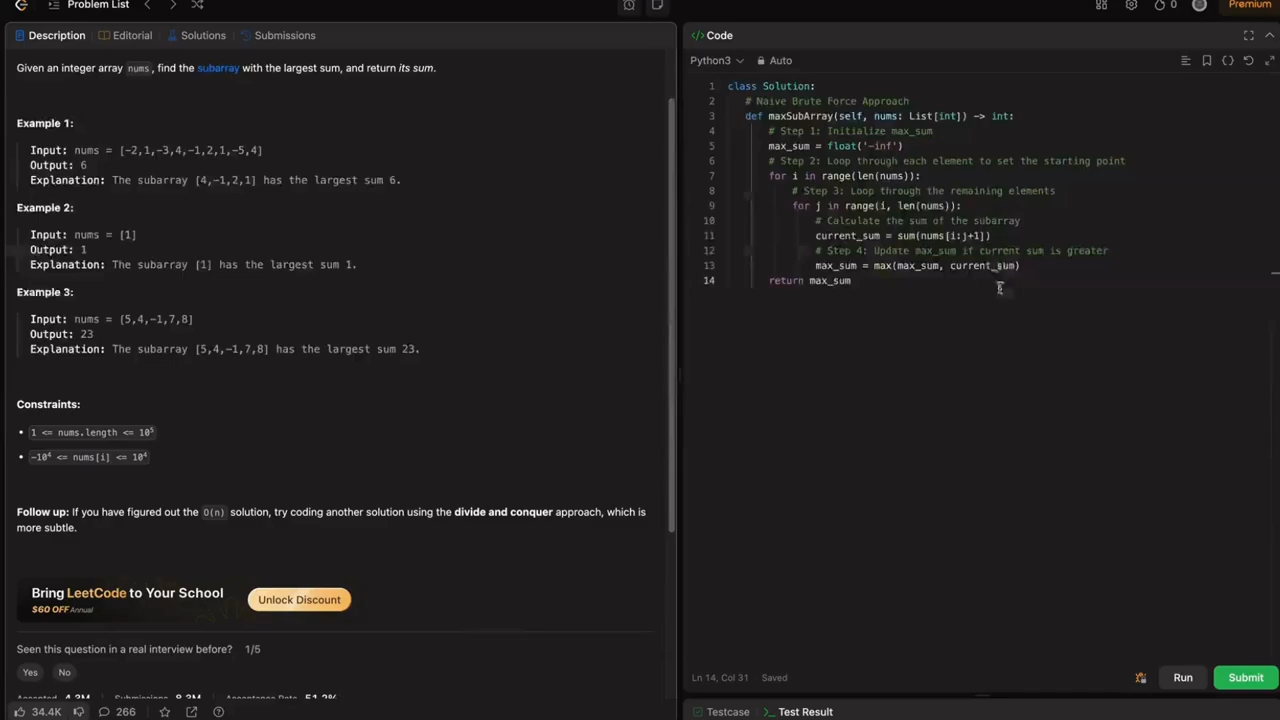 Problem List
0
Premium
Description
Editorial
Solutions
Submissions
Given an integer array nums, find the subarray with the largest sum, and return its sum.
Example 1:
Input: nums = [-2,1,-3,4,-1,2,1,-5,4]
Output: 6
Explanation: The subarray [4,-1,2,1] has the largest sum 6.
Example 2:
Input: nums = [1]
Output: 1
Explanation: The subarray [1] has the largest sum 1.
Example 3:
Input: nums = [5,4,-1,7,8]
Output: 23
Explanation: The subarray [5,4,-1,7,8] has the largest sum 23.
Constraints:
• 1 <= nums.length <= 10⁵
• -10⁴ <= nums[i] <= 10⁴
Follow up: If you have figured out the O(n) solution, try coding another solution using the divide and conquer approach, which is
more subtle.
Bring LeetCode to Your School
$60 OFF Annual
Unlock Discount
Seen this question in a real interview before? 1/5
Yes
No
Accepted 4.3M Submissions 8.3M Acceptance Rate 51.2%
34.4K
266
</> Code
Python3
Auto
1 class Solution:
2 # Naive Brute Force Approach
3 def maxSubArray(self, nums: List[int]) -> int:
4 # Step 1: Initialize max_sum
5 max_sum = float('-inf')
6 # Step 2: Loop through each element to set the starting point
7 for i in range(len(nums)):
8 # Step 3: Loop through the remaining elements
9 for j in range(i, len(nums)):
10 # Calculate the sum of the subarray
11 current_sum = sum(nums[i:j+1])
12 # Step 4: Update max_sum if current sum is greater
13 max_sum = max(max_sum, current_sum)
14 return max_sum
Ln 14, Col 31 Saved
Run
Submit
Testcase
Test Result